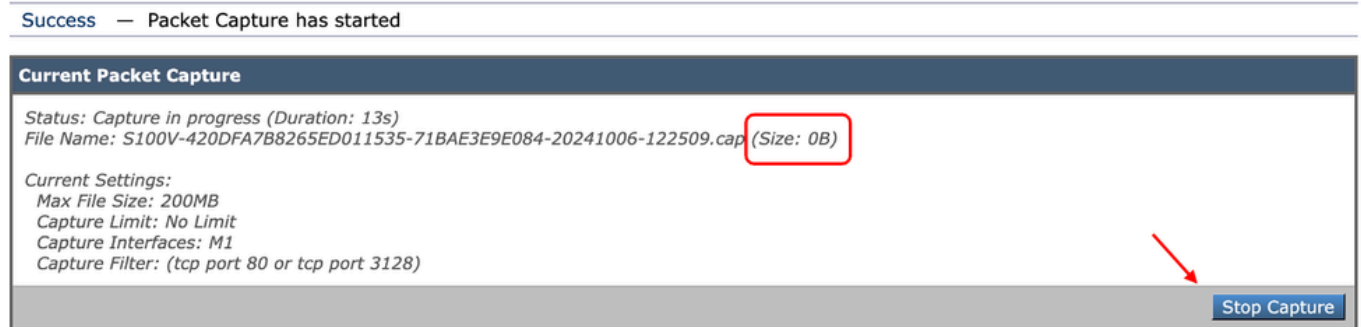 Success — Packet Capture has started
Current Packet Capture
Status: Capture in progress (Duration: 13s)
File Name: S100V-420DFA7B8265ED011535-71BAE3E9E084-20241006-122509.cap (Size: 0B)
Current Settings:
Max File Size: 200MB
Capture Limit: No Limit
Capture Interfaces: M1
Capture Filter: (tcp port 80 or tcp port 3128)
Stop Capture